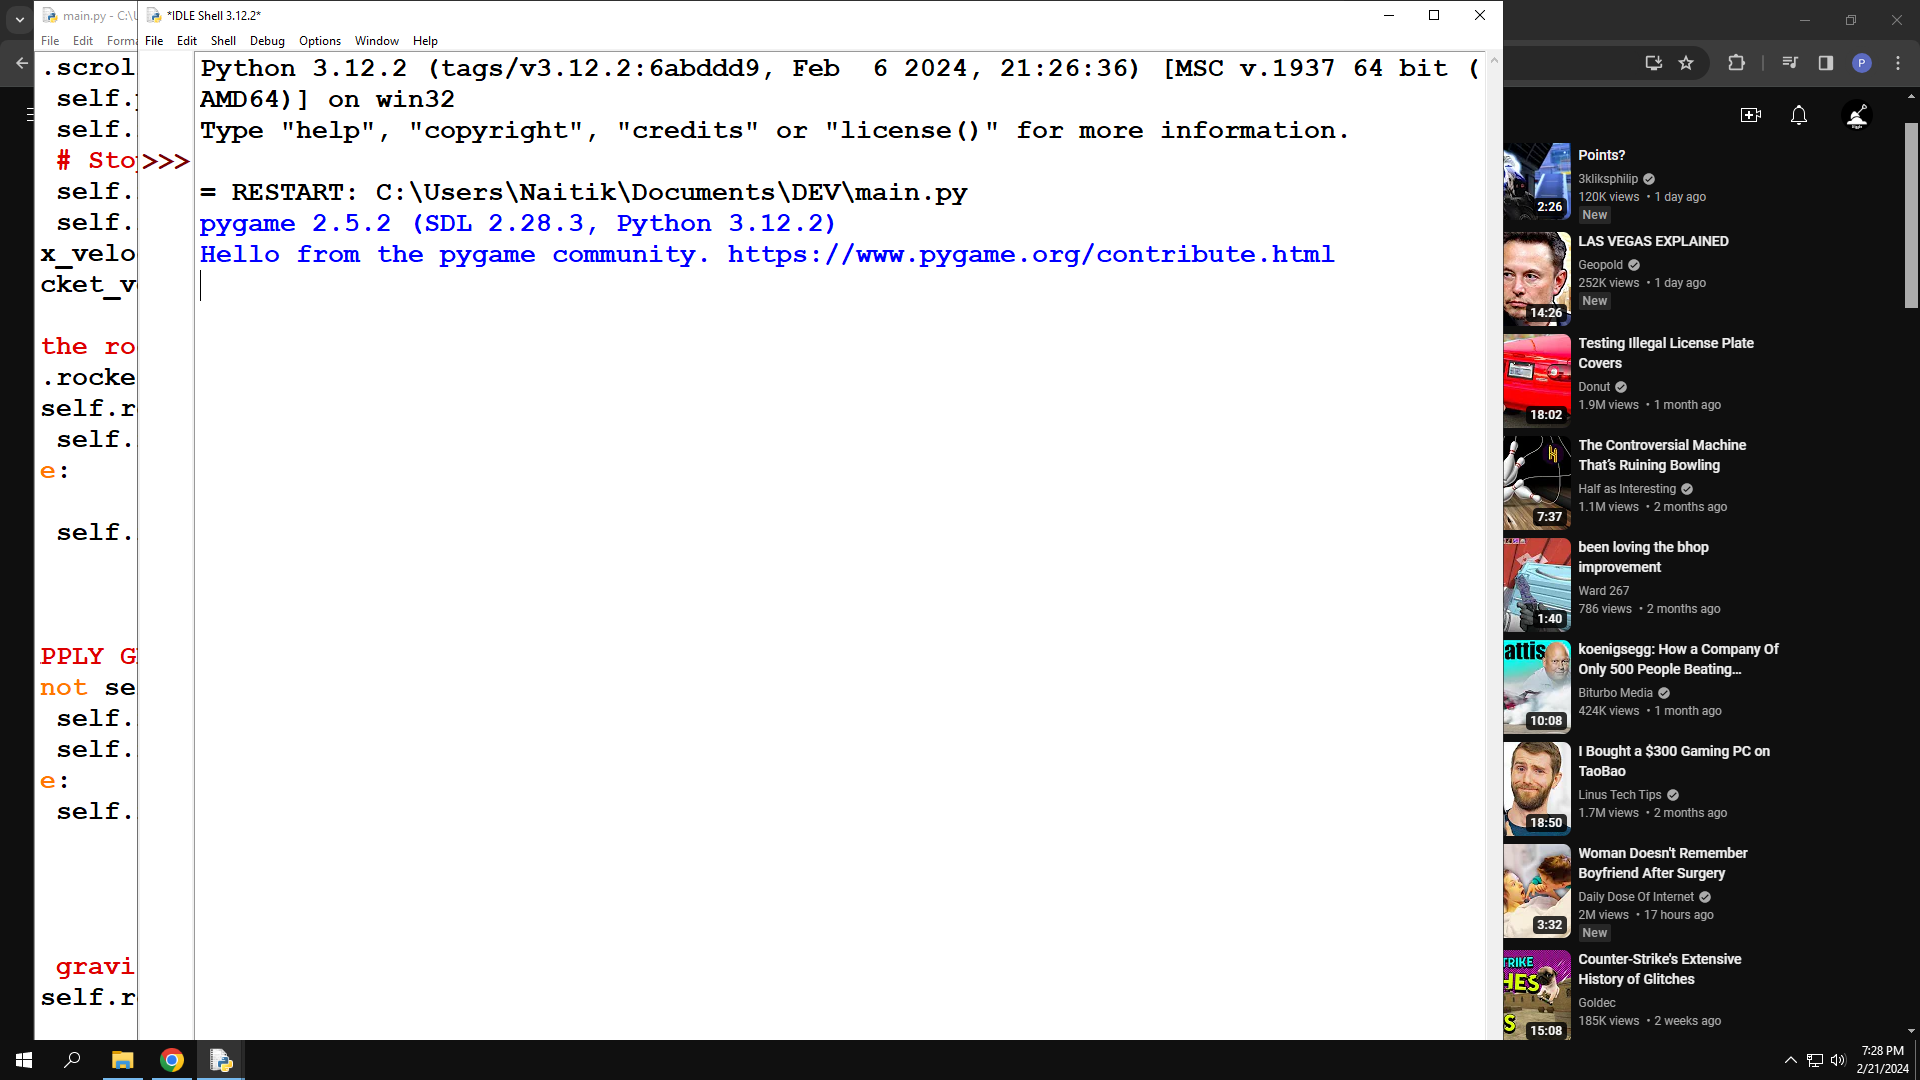 main.py - C:\U
File Edit Forma
*IDLE Shell 3.12.2*
File Edit Shell Debug Options Window Help
.scrol
self.
self.
# Sto
self.
self.
x_velo
cket_v
the ro
.rocke
self.r
self.
e:
self.
PPLY G
not se
self.
self.
e:
self.
gravi
self.r
>>>
Python 3.12.2 (tags/v3.12.2:6abddd9, Feb  6 2024, 21:26:36) [MSC v.1937 64 bit (
AMD64)] on win32
Type "help", "copyright", "credits" or "license()" for more information.
= RESTART: C:\Users\Naitik\Documents\DEV\main.py
pygame 2.5.2 (SDL 2.28.3, Python 3.12.2)
Hello from the pygame community. https://www.pygame.org/contribute.html
P
2:26
Points?
3kliksphilip
120K views • 1 day ago
New
14:26
LAS VEGAS EXPLAINED
Geopold
252K views • 1 day ago
New
18:02
Testing Illegal License Plate
Covers
Donut
1.9M views • 1 month ago
7:37
The Controversial Machine
That's Ruining Bowling
Half as Interesting
1.1M views • 2 months ago
1:40
been loving the bhop
improvement
Ward 267
786 views • 2 months ago
attis
10:08
koenigsegg: How a Company Of
Only 500 People Beating...
Biturbo Media
424K views • 1 month ago
18:50
I Bought a $300 Gaming PC on
TaoBao
Linus Tech Tips
1.7M views • 2 months ago
3:32
Woman Doesn't Remember
Boyfriend After Surgery
Daily Dose Of Internet
2M views • 17 hours ago
New
TRIKE
HES
S
15:08
Counter-Strike's Extensive
History of Glitches
Goldec
185K views • 2 weeks ago
7:28 PM
2/21/2024